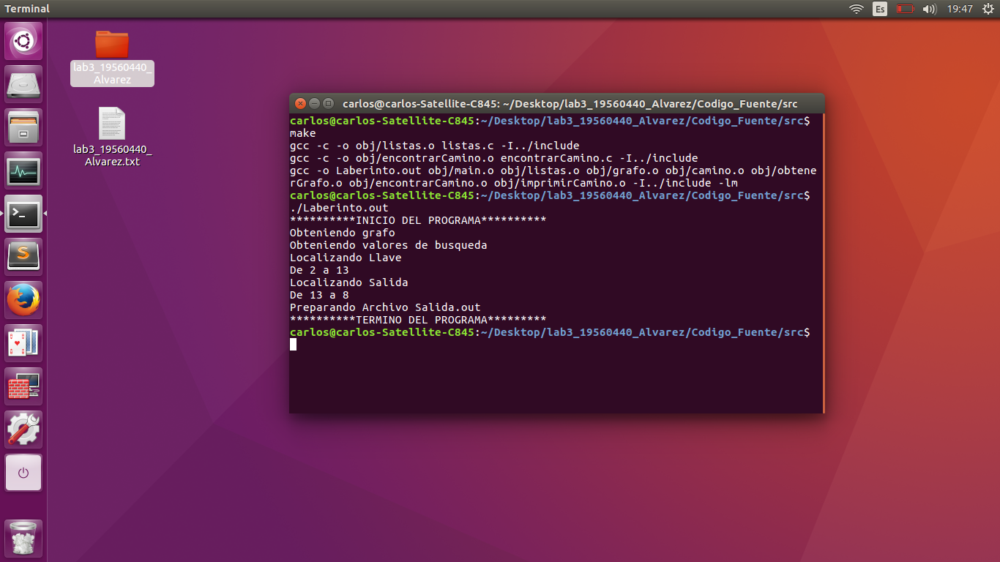 Terminal
Es
19:47
lab3_19560440_
Alvarez
lab3_19560440_
Alvarez.txt
carlos@carlos-Satellite-C845: ~/Desktop/lab3_19560440_Alvarez/Codigo_Fuente/src
carlos@carlos-Satellite-C845:~/Desktop/lab3_19560440_Alvarez/Codigo_Fuente/src$
make
gcc -c -o obj/listas.o listas.c -I../include
gcc -c -o obj/encontrarCamino.o encontrarCamino.c -I../include
gcc -o Laberinto.out obj/main.o obj/listas.o obj/grafo.o obj/camino.o obj/obtene
rGrafo.o obj/encontrarCamino.o obj/imprimirCamino.o -I../include -lm
carlos@carlos-Satellite-C845:~/Desktop/lab3_19560440_Alvarez/Codigo_Fuente/src$
./Laberinto.out
**********INICIO DEL PROGRAMA**********
Obteniendo grafo
Obteniendo valores de busqueda
Localizando Llave
De 2 a 13
Localizando Salida
De 13 a 8
Preparando Archivo Salida.out
**********TERMINO DEL PROGRAMA*********
carlos@carlos-Satellite-C845:~/Desktop/lab3_19560440_Alvarez/Codigo_Fuente/src$